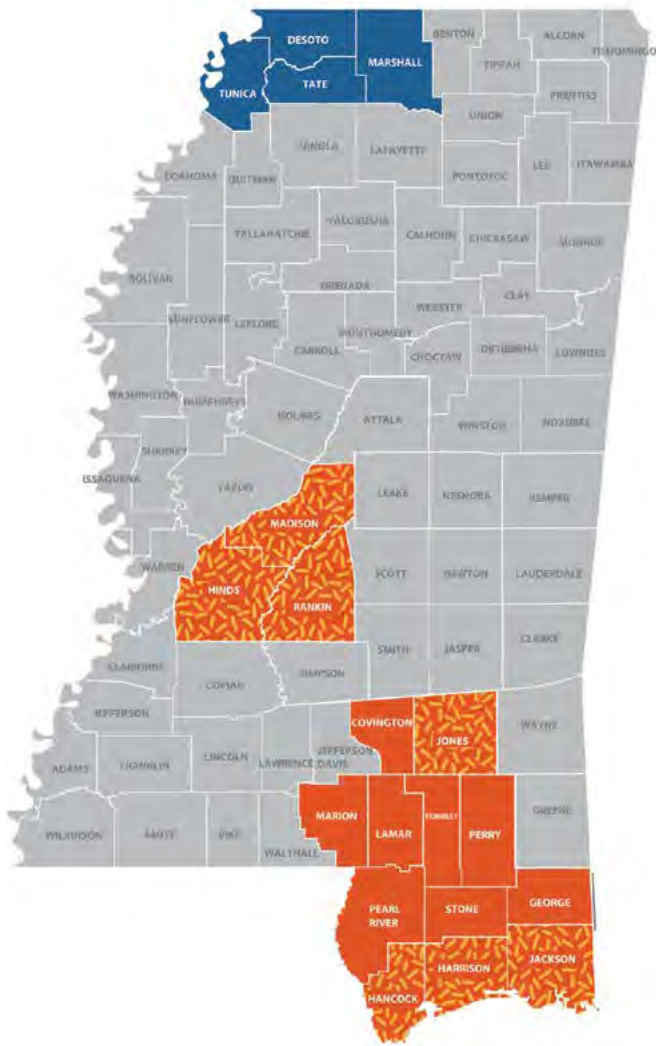 DESOTO
MARSHALL
BENTON
ALCORN
TISHOMINGO
TIPPAH
TUNICA
TATE
PRENTISS
UNION
PANOLA
LAFAYETTE
LEE
ITAWAMBA
COAHOMA
QUITMAN
PONTOTOC
TALLAHATCHIE
YALOBUSHA
CALHOUN
CHICKASAW
MONROE
BOLIVAR
GRENADA
CLAY
SUNFLOWER
LEFLORE
WEBSTER
MONTGOMERY
CARROLL
CHOCTAW
OKTIBBEHA
LOWNDES
WASHINGTON
HUMPHREYS
HOLMES
ATTALA
WINSTON
NOXUBEE
SHARKEY
ISSAQUENA
YAZOO
LEAKE
NESHOBA
KEMPER
MADISON
WARREN
HINDS
RANKIN
SCOTT
NEWTON
LAUDERDALE
CLAIBORNE
COPIAH
SIMPSON
SMITH
JASPER
CLARKE
JEFFERSON
COVINGTON
JONES
WAYNE
ADAMS
FRANKLIN
LINCOLN
LAWRENCE
JEFFERSON
DAVIS
MARION
LAMAR
FORREST
PERRY
GREENE
WILKINSON
AMITE
PIKE
WALTHALL
PEARL
RIVER
STONE
GEORGE
HANCOCK
HARRISON
JACKSON